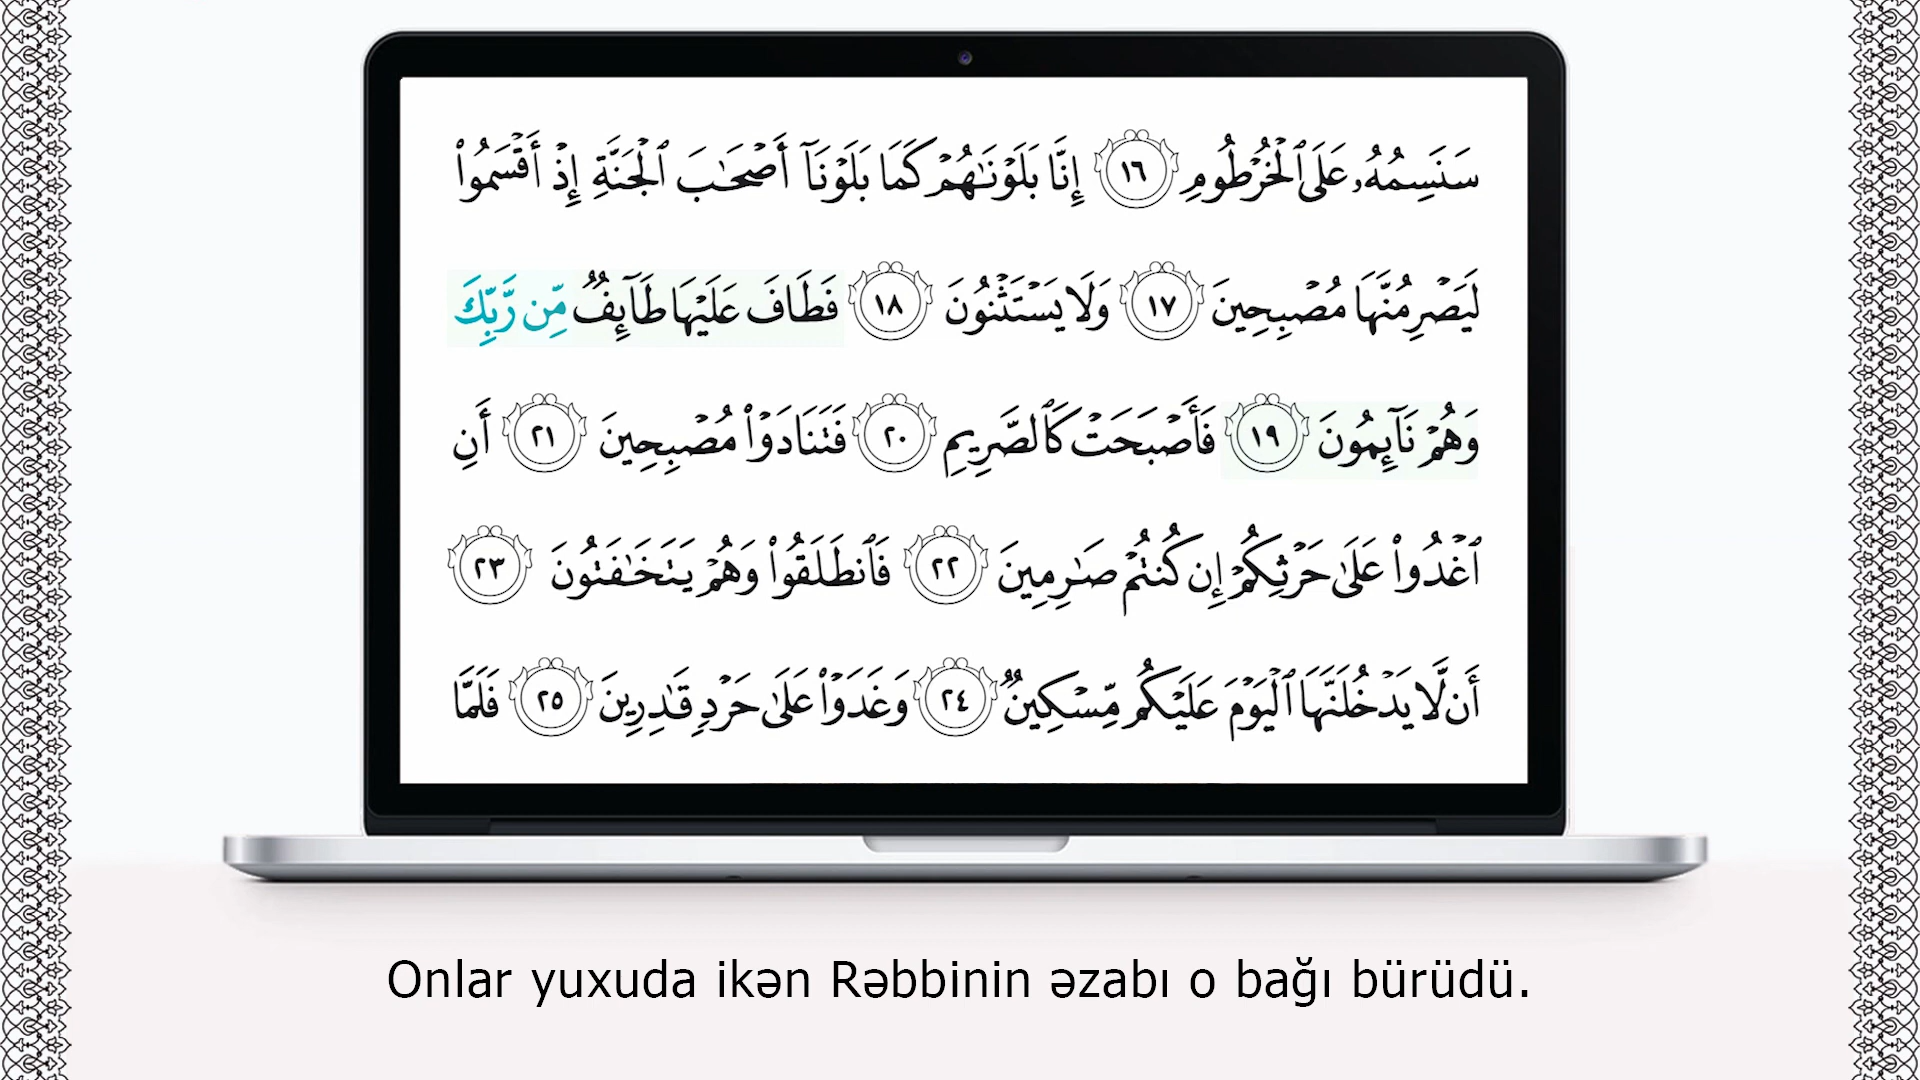 سَنَسِمُهُۥ عَلَى ٱلْخُرْطُومِ ١٦ إِنَّا بَلَوْنَـٰهُمْ كَمَا بَلَوْنَآ أَصْحَـٰبَ ٱلْجَنَّةِ إِذْ أَقْسَمُوا۟
لَيَصْرِمُنَّهَا مُصْبِحِينَ ١٧ وَلَا يَسْتَثْنُونَ ١٨ فَطَافَ عَلَيْهَا طَآئِفٌ مِّن رَّبِّكَ
وَهُمْ نَآئِمُونَ ١٩ فَأَصْبَحَتْ كَٱلصَّرِيمِ ٢٠ فَتَنَادَوْا۟ مُصْبِحِينَ ٢١ أَنِ
ٱغْدُوا۟ عَلَىٰ حَرْثِكُمْ إِن كُنتُمْ صَـٰرِمِينَ ٢٢ فَٱنطَلَقُوا۟ وَهُمْ يَتَخَـٰفَتُونَ ٢٣
أَن لَّا يَدْخُلَنَّهَا ٱلْيَوْمَ عَلَيْكُم مِّسْكِينٌ ٢٤ وَغَدَوْا۟ عَلَىٰ حَرْدٍ قَـٰدِرِينَ ٢٥ فَلَمَّا
Onlar yuxuda ikən Rəbbinin əzabı o bağı bürüdü.